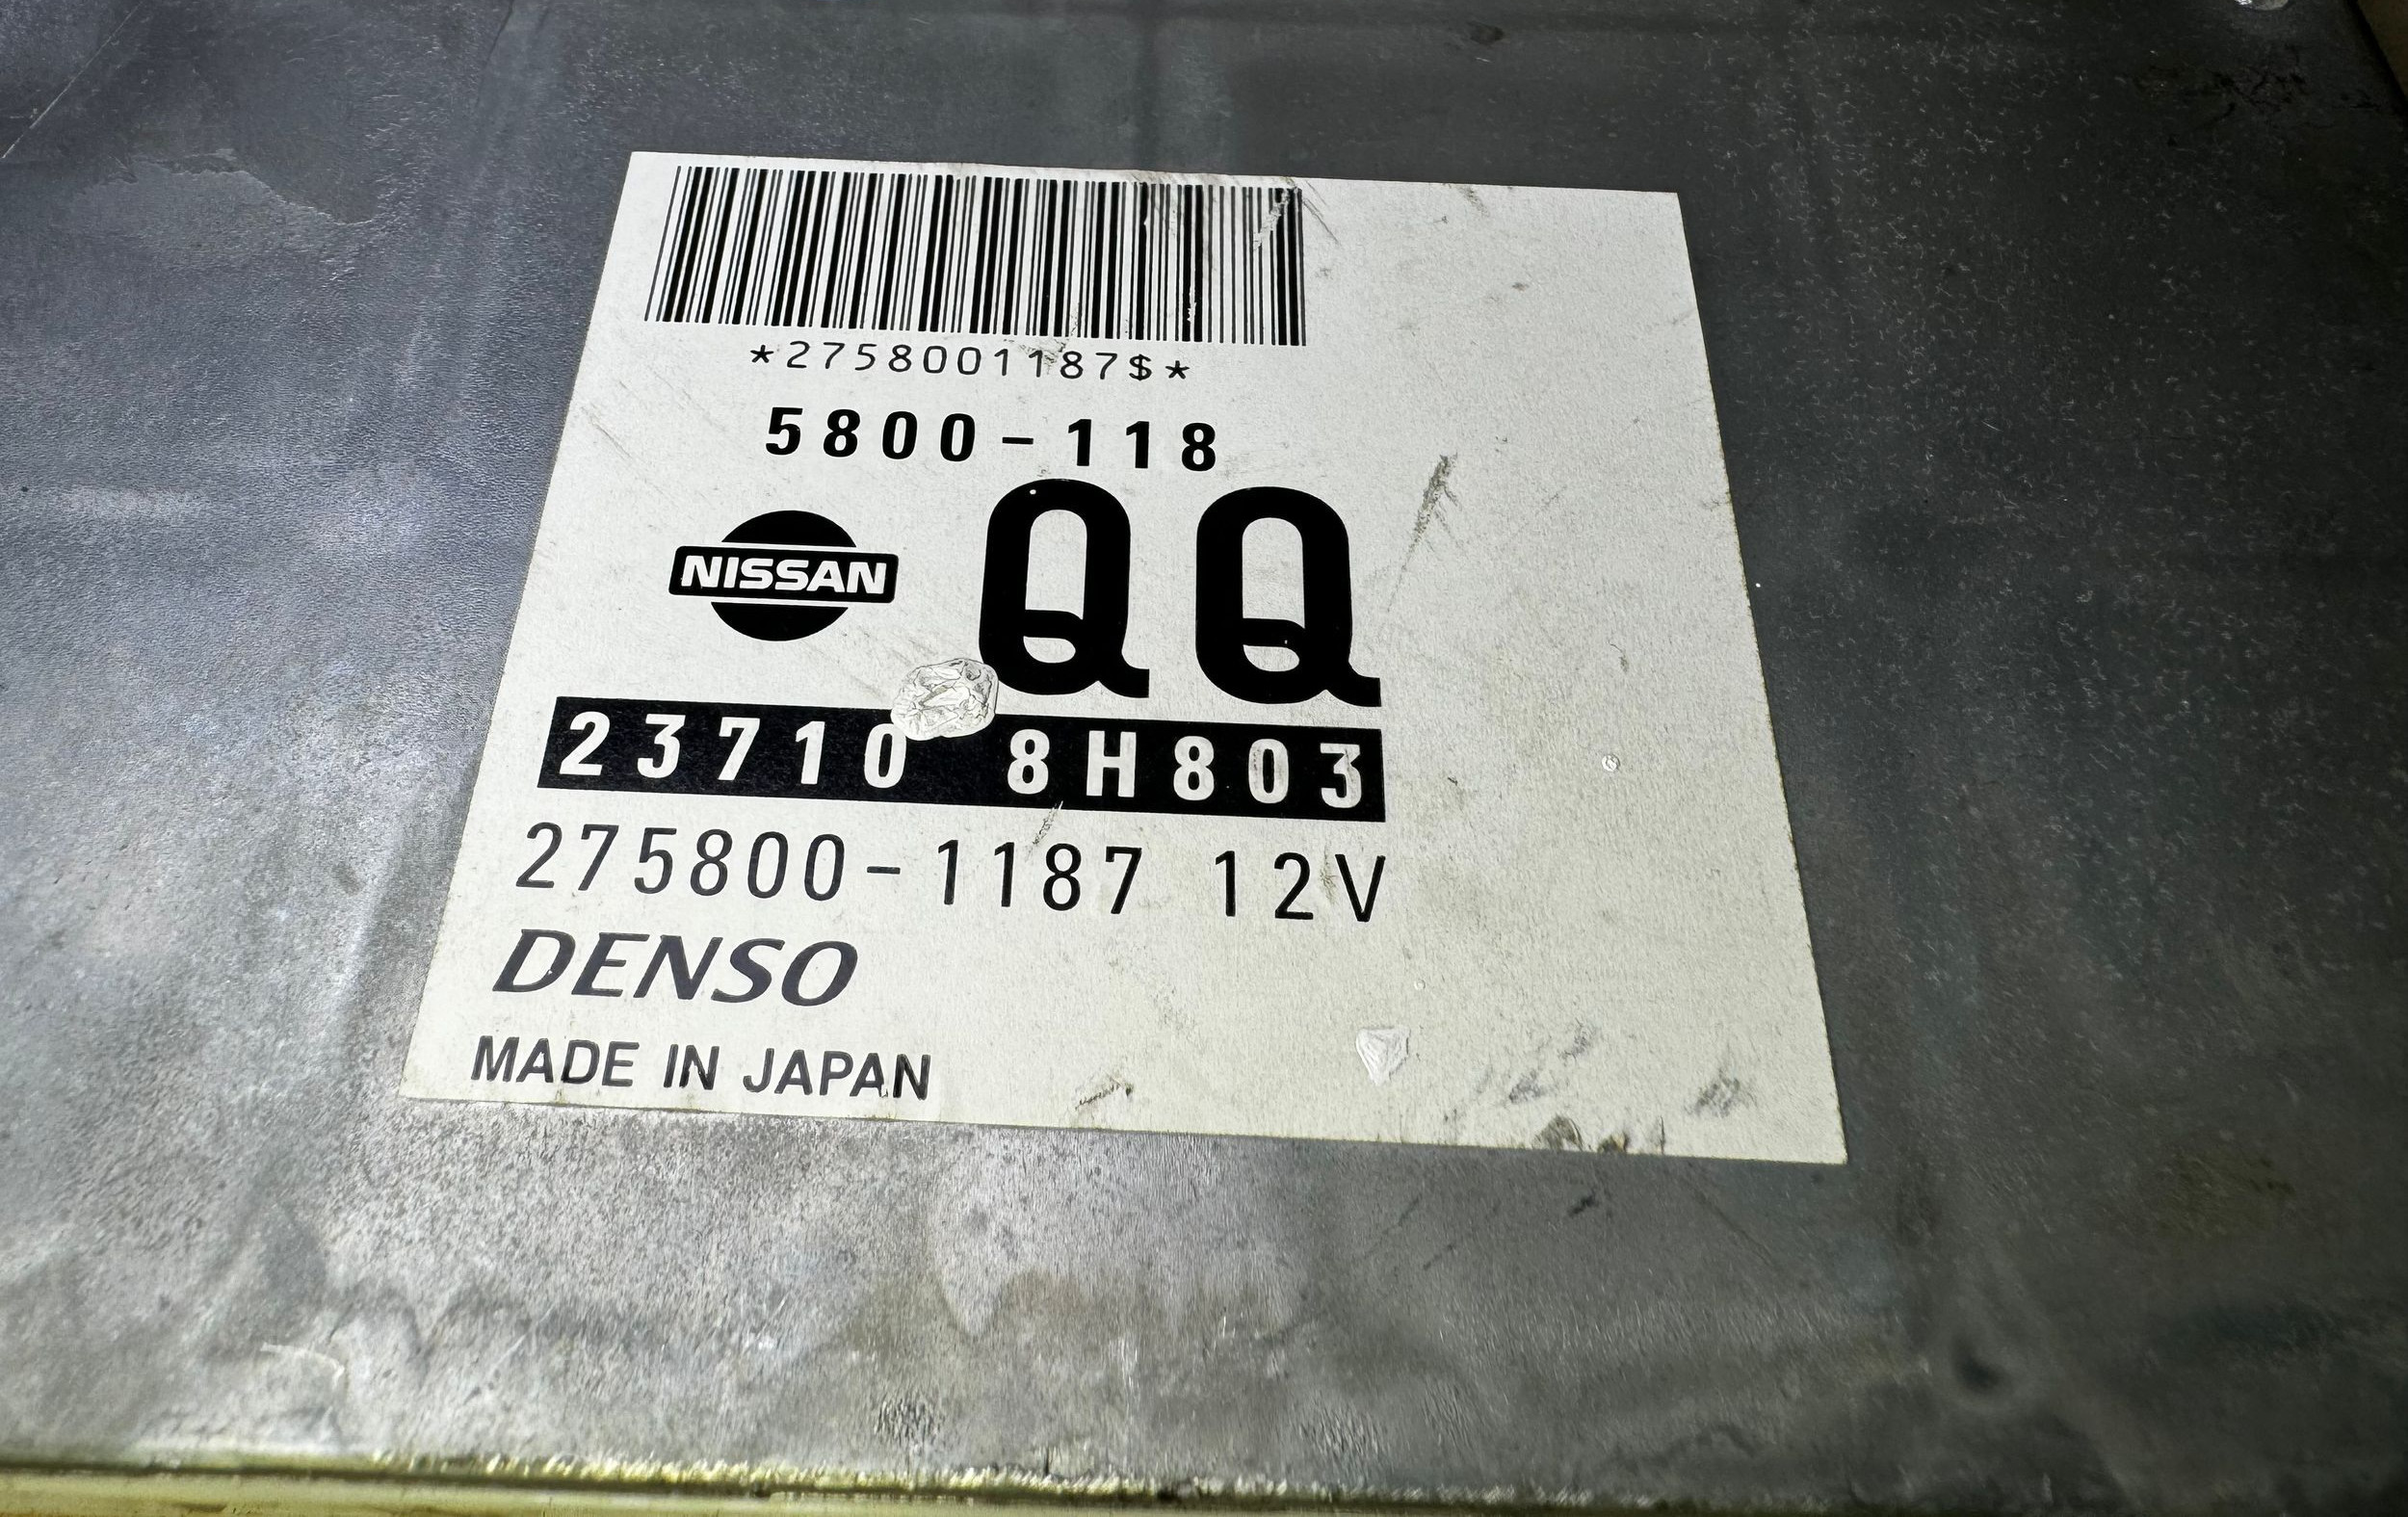 *2758001187$*
5800-118
NISSAN QQ
23710 8H803
275800-1187 12V
DENSO
MADE IN JAPAN